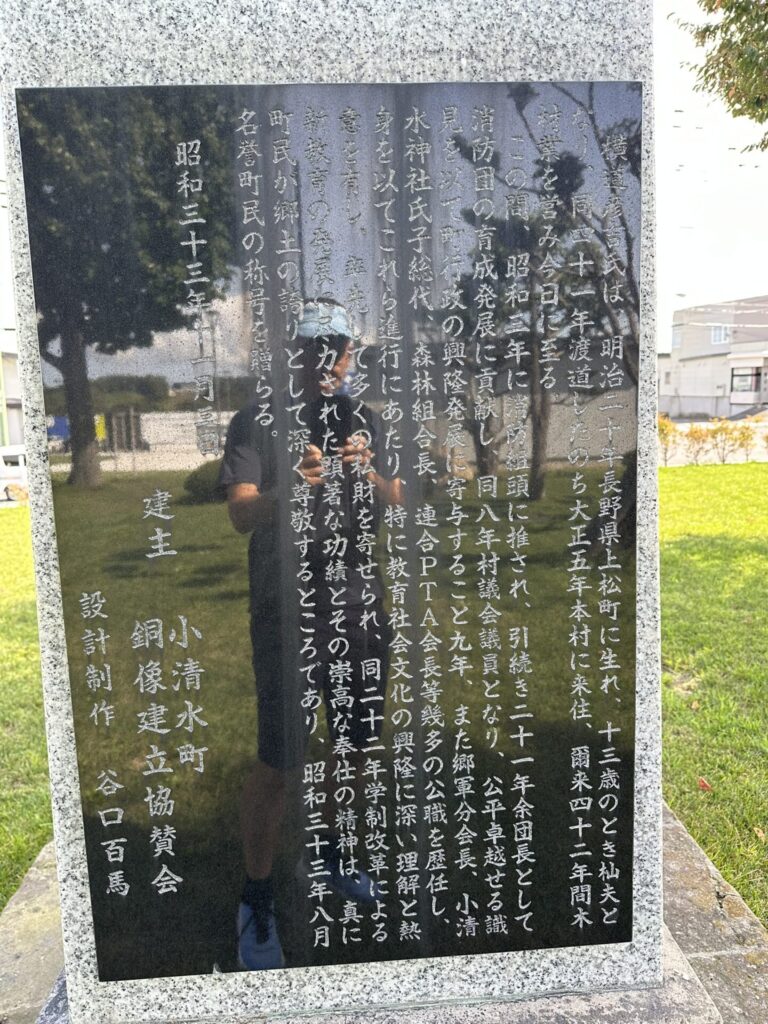 横道彦吉氏は、明治二十年長野県上松町に生れ、十三歳のとき杣夫と
なり、同四十一年渡道したのち大正五年本村に来住、爾来四十二年間木
材業を営み今日に至る
この間、昭和三年に消防組頭に推され、引続き二十一年余団長として
消防団の育成発展に貢献し、同八年村議会議員となり、公平卓越せる識
見を以て町行政の興隆発展に寄与すること九年、また郷軍分会長、小清
水神社氏子総代、森林組合長、連合PTA会長等幾多の公職を歴任し、
身を以てこれら進行にあたり、特に教育社会文化の興隆に深い理解と熱
意を有し、率先して多くの私財を寄せられ、同二十二年学制改革による
新教育の発展に尽力された顕著な功績とその崇高な奉仕の精神は、真に
町民が郷土の誇りとして深く尊敬するところであり、昭和三十三年八月
名誉町民の称号を贈らる。
昭和三十三年十一月三日
建主 小清水町
銅像建立協賛会
設計制作 谷口百馬